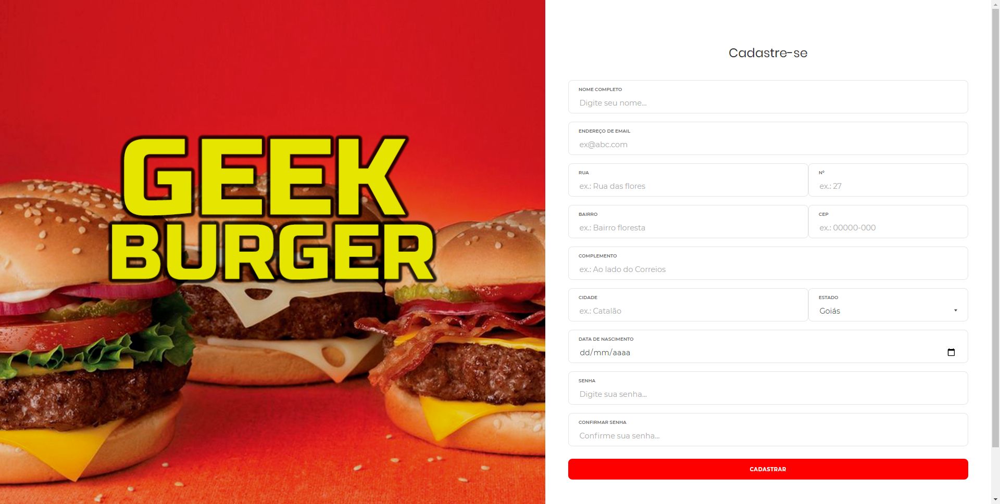 GEEK
BURGER
Cadastre-se
NOME COMPLETO
Digite seu nome...
ENDEREÇO DE EMAIL
ex@abc.com
RUA
ex.: Rua das flores
Nº
ex.: 27
BAIRRO
ex.: Bairro floresta
CEP
ex.: 00000-000
COMPLEMENTO
ex.: Ao lado do Correios
CIDADE
ex.: Catalão
ESTADO
Goiás
DATA DE NASCIMENTO
dd/mm/aaaa
SENHA
Digite sua senha...
CONFIRMAR SENHA
Confirme sua senha...
CADASTRAR